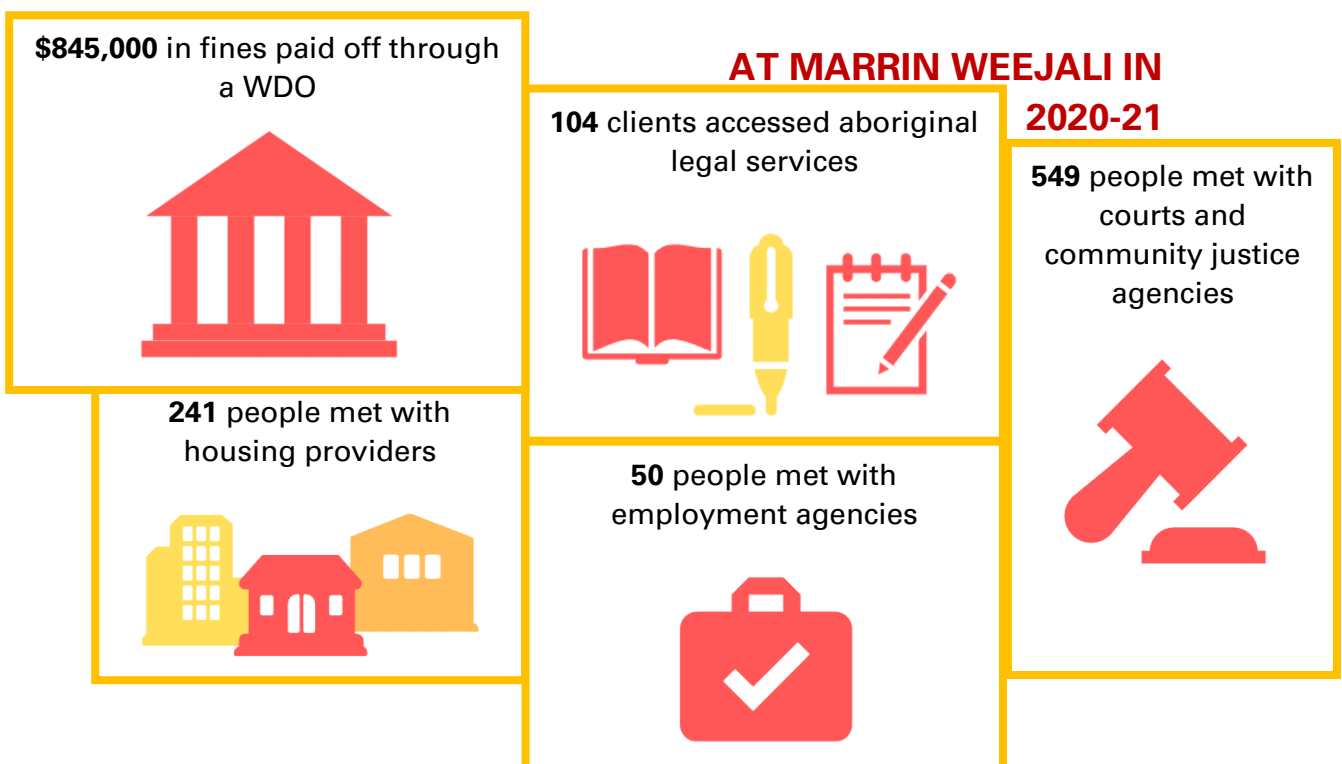 $845,000 in fines paid off through
a WDO
AT MARRIN WEEJALI IN
2020-21
104 clients accessed aboriginal
legal services
549 people met with
courts and
community justice
agencies
241 people met with
housing providers
50 people met with
employment agencies